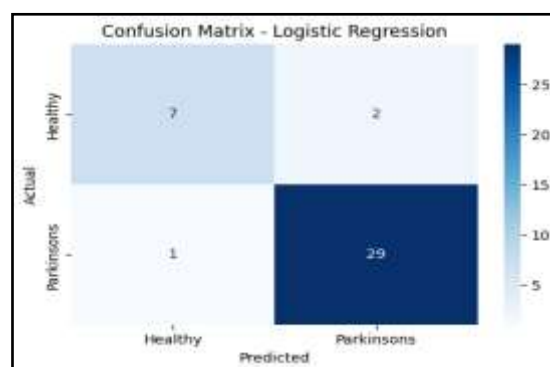 Confusion Matrix - Logistic Regression
Healthy
7
2
25
20
15
Actual
Parkinsons
1
29
10
5
Healthy
Parkinsons
Predicted